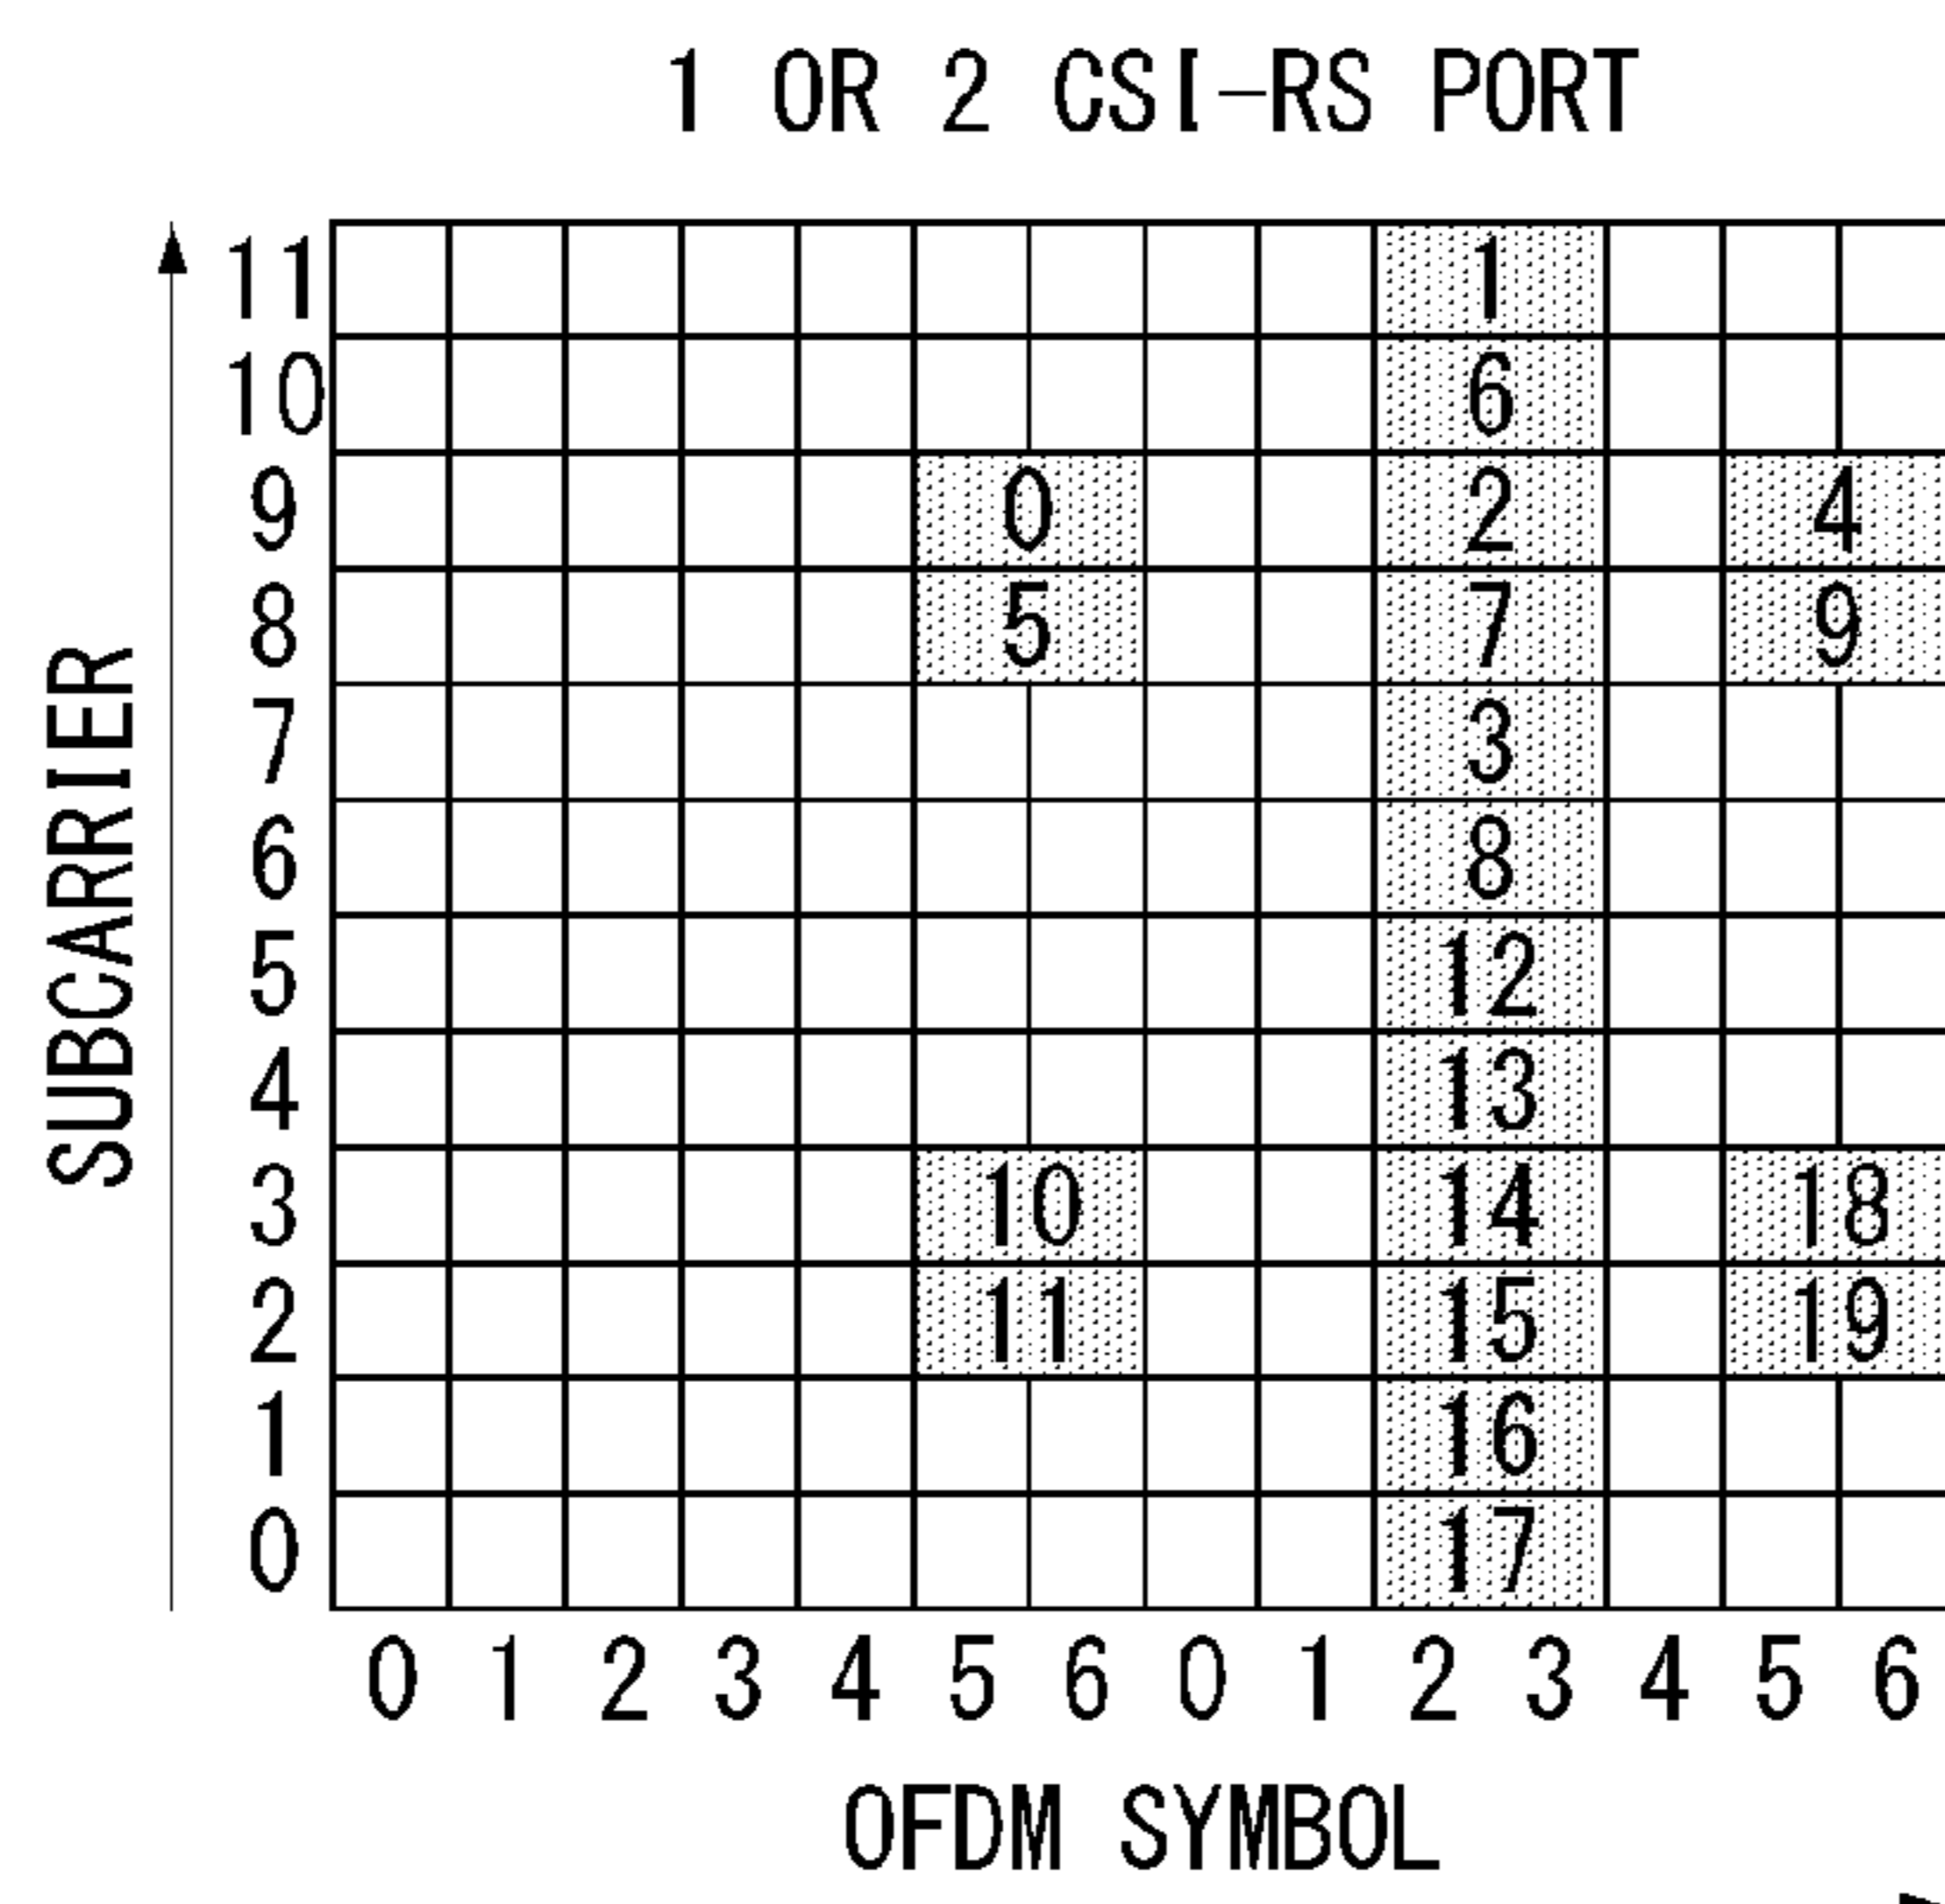 1 OR 2 CSI-RS PORT
11 1
10 6
9 0 2 4
8 5 7 9
7 3
6 8
5 12
4 13
3 10 14 18
2 11 15 19
1 16
0 17
SUBCARRIER
0 1 2 3 4 5 6 0 1 2 3 4 5 6
OFDM SYMBOL